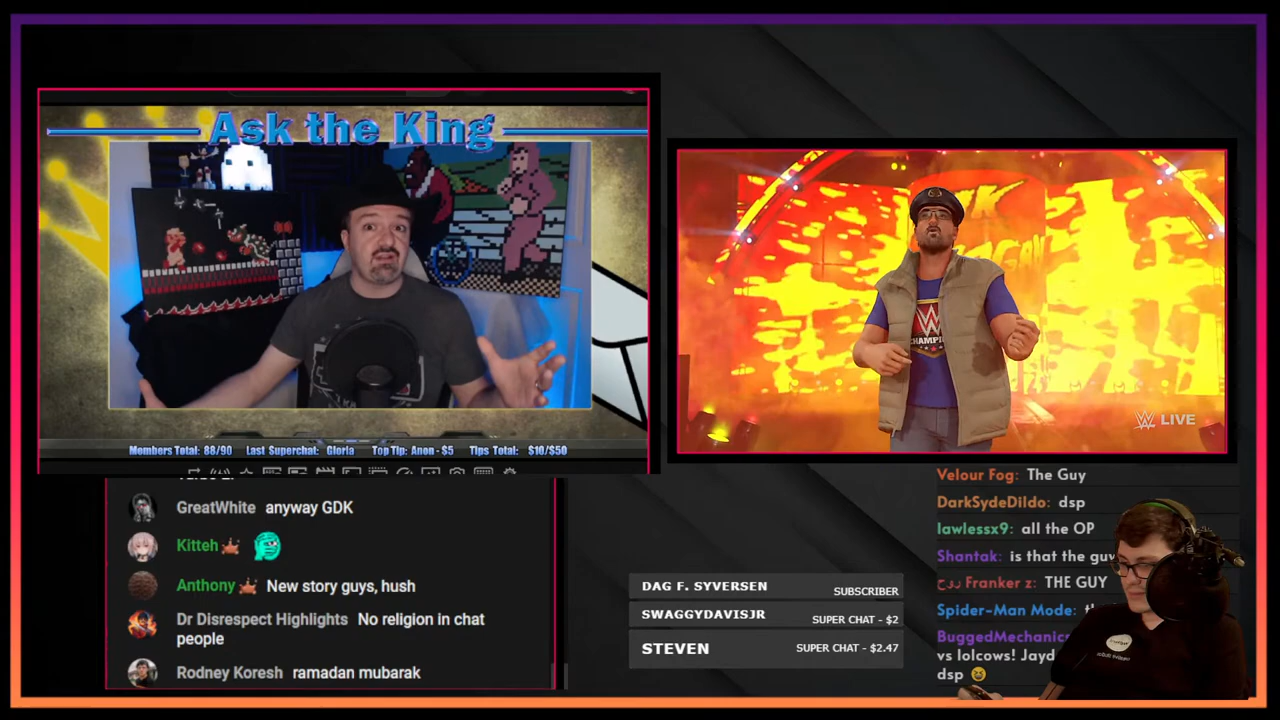 Ask the King
Members Total: 88/90 Last Superchat: Gloria Top Tip: Anon - $5 Tips Total: $10/$50
W LIVE
CHAMPI
GreatWhite anyway GDK
Kitteh
Anthony New story guys, hush
Dr Disrespect Highlights No religion in chat
people
Rodney Koresh ramadan mubarak
DAG F. SYVERSEN SUBSCRIBER
SWAGGYDAVISJR SUPER CHAT - $2
STEVEN SUPER CHAT - $2.47
Velour Fog: The Guy
DarkSydeDildo: dsp
lawlessx9: all the OP
Shantak: is that the guy
Franker z: THE GUY
Spider-Man Mode:
BuggedMechanics
vs lolcows! Jayd
dsp